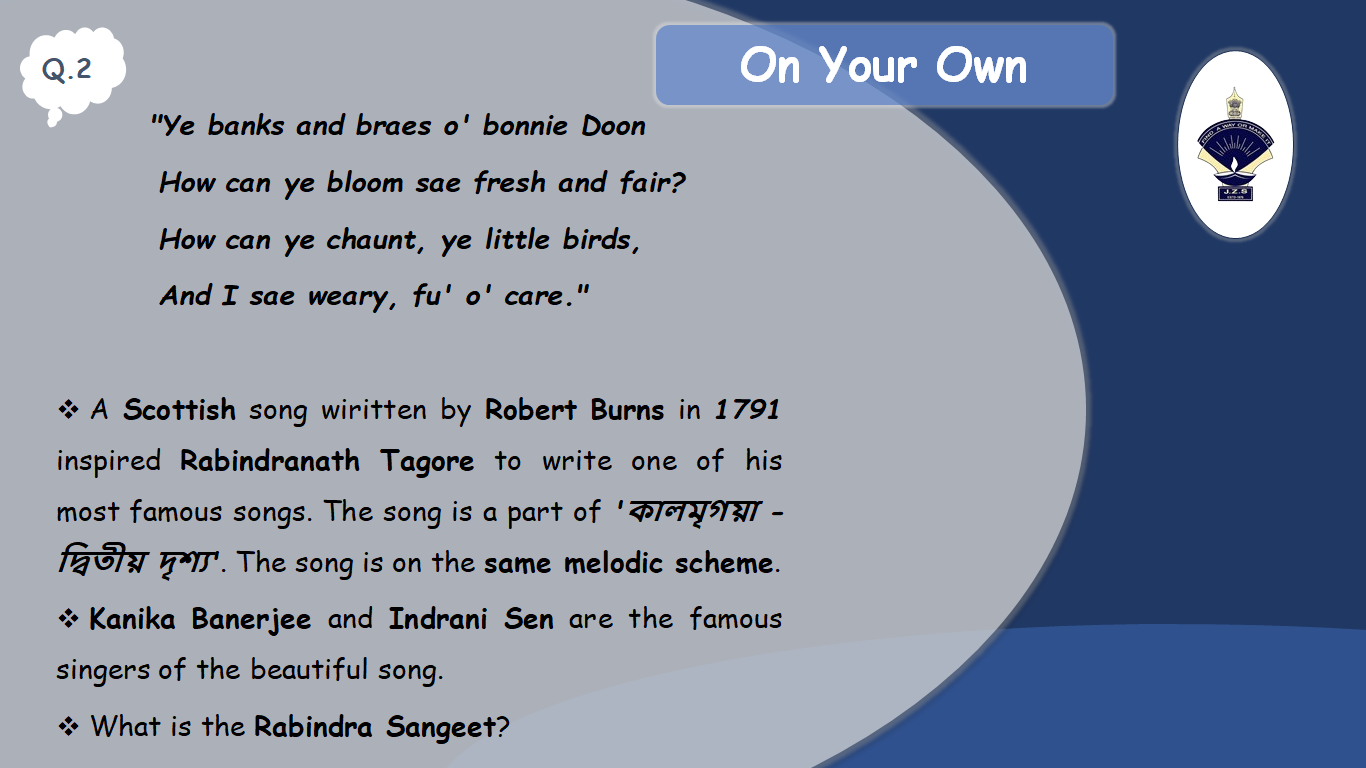 Q.2
On Your Own
"Ye banks and braes o' bonnie Doon
How can ye bloom sae fresh and fair?
How can ye chaunt, ye little birds,
And I sae weary, fu' o' care."
FIND A WAY OR MAKE IT
J.Z.S
❖ A Scottish song wiritten by Robert Burns in 1791
inspired Rabindranath Tagore to write one of his
most famous songs. The song is a part of 'কালমৃগয়া -
দ্বিতীয় দৃশ্য'. The song is on the same melodic scheme.
❖ Kanika Banerjee and Indrani Sen are the famous
singers of the beautiful song.
❖ What is the Rabindra Sangeet?